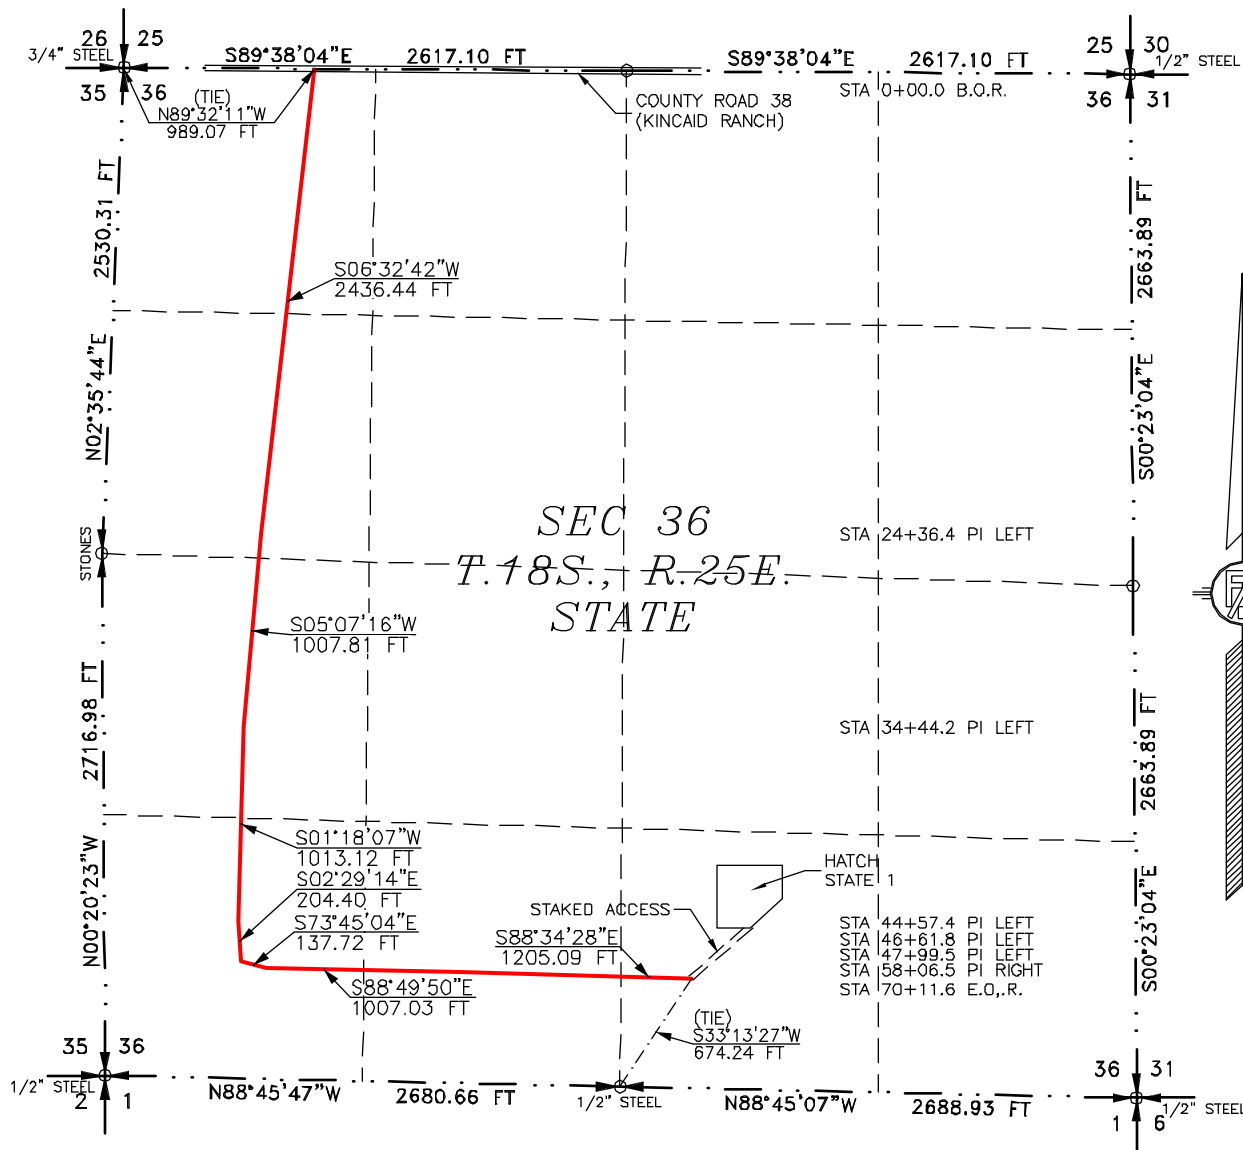 26 25
3/4" STEEL
35 36
S89°38'04"E 2617.10 FT
S89°38'04"E 2617.10 FT
25 30
1/2" STEEL
36 31
(TIE)
N89°32'11"W
989.07 FT
COUNTY ROAD 38
(KINCAID RANCH)
STA 0+00.0 B.O.R.
2530.31 FT
N02°35'44"E
2663.89 FT
S00°23'04"E
S06°32'42"W
2436.44 FT
SEC 36
T.18S., R.25E.
STATE
STA 24+36.4 PI LEFT
STONES
S05°07'16"W
1007.81 FT
2716.98 FT
N00°20'23"W
2663.89 FT
S00°23'04"E
STA 34+44.2 PI LEFT
S01°18'07"W
1013.12 FT
S02°29'14"E
204.40 FT
S73°45'04"E
137.72 FT
HATCH
STATE 1
STAKED ACCESS
S88°34'28"E
1205.09 FT
S88°49'50"E
1007.03 FT
STA 44+57.4 PI LEFT
STA 46+61.8 PI LEFT
STA 47+99.5 PI LEFT
STA 58+06.5 PI RIGHT
STA 70+11.6 E.O,.R.
(TIE)
S33°13'27"W
674.24 FT
35 36
1/2" STEEL
2 1
N88°45'47"W 2680.66 FT
1/2" STEEL
N88°45'07"W 2688.93 FT
36 31
1/2" STEEL
1 6